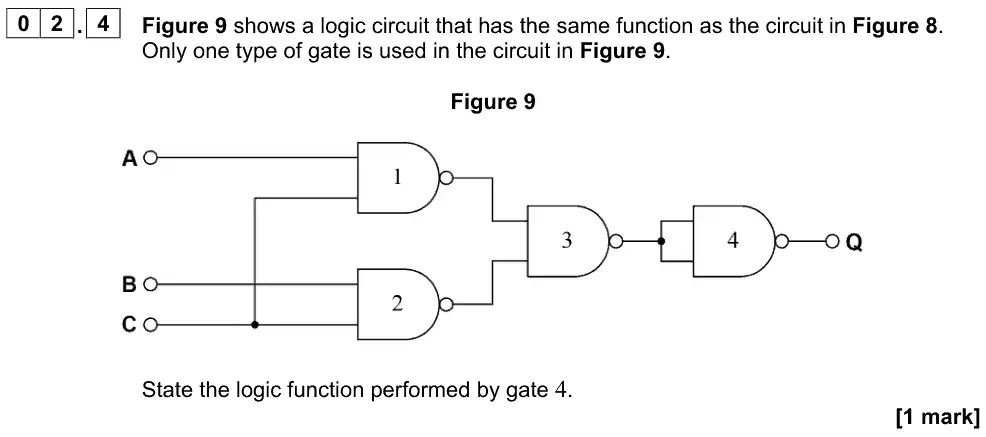 0 2 . 4 Figure 9 shows a logic circuit that has the same function as the circuit in Figure 8.
Only one type of gate is used in the circuit in Figure 9.
Figure 9
A
1
3
4
Q
B
2
C
State the logic function performed by gate 4.
[1 mark]